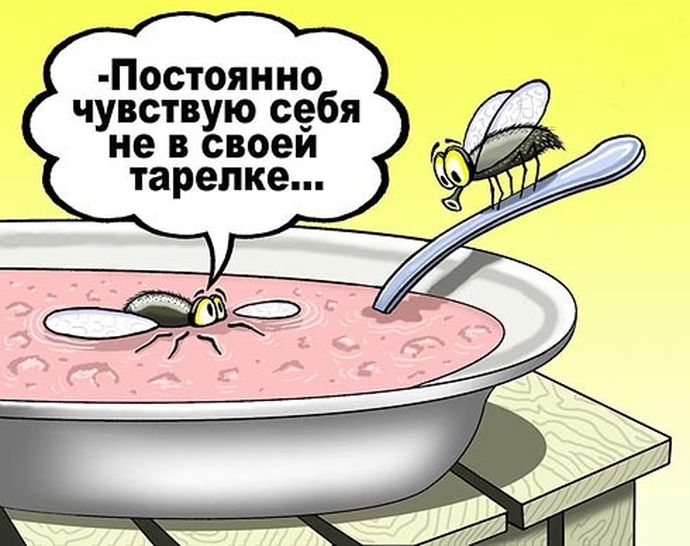 -Постоянно
чувствую себя
не в своей
тарелке...